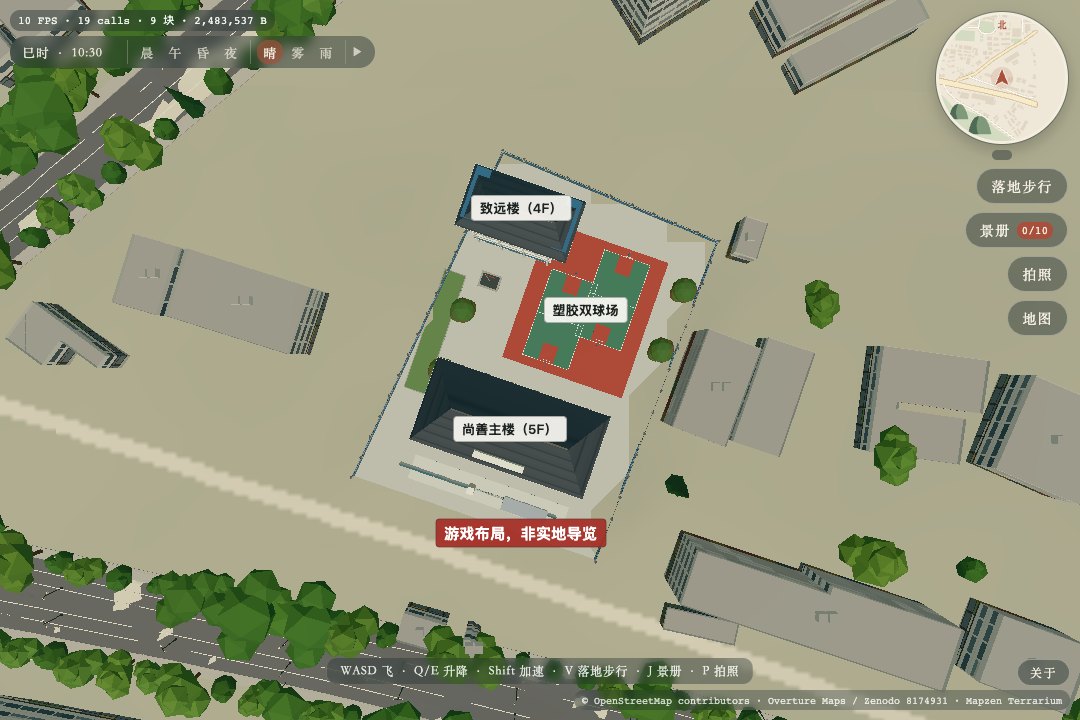 10 FPS · 19 calls · 9 块 · 2,483,537 B
巳时 · 10:30 晨 午 昏 夜 晴 雾 雨
北
落地步行
景册 0/10
拍照
地图
致远楼（4F）
塑胶双球场
尚善主楼（5F）
游戏布局，非实地导览
WASD 飞 · Q/E 升降 · Shift 加速 · V 落地步行 · J 景册 · P 拍照
关于
© OpenStreetMap contributors · Overture Maps / Zenodo 8174931 · Mapzen Terrarium